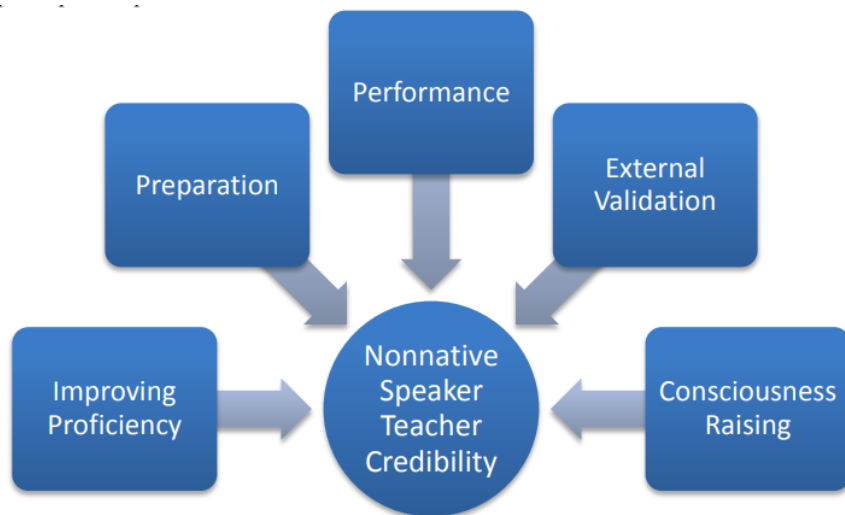 Performance
Preparation
External
Validation
Improving
Proficiency
Nonnative
Speaker
Teacher
Credibility
Consciousness
Raising